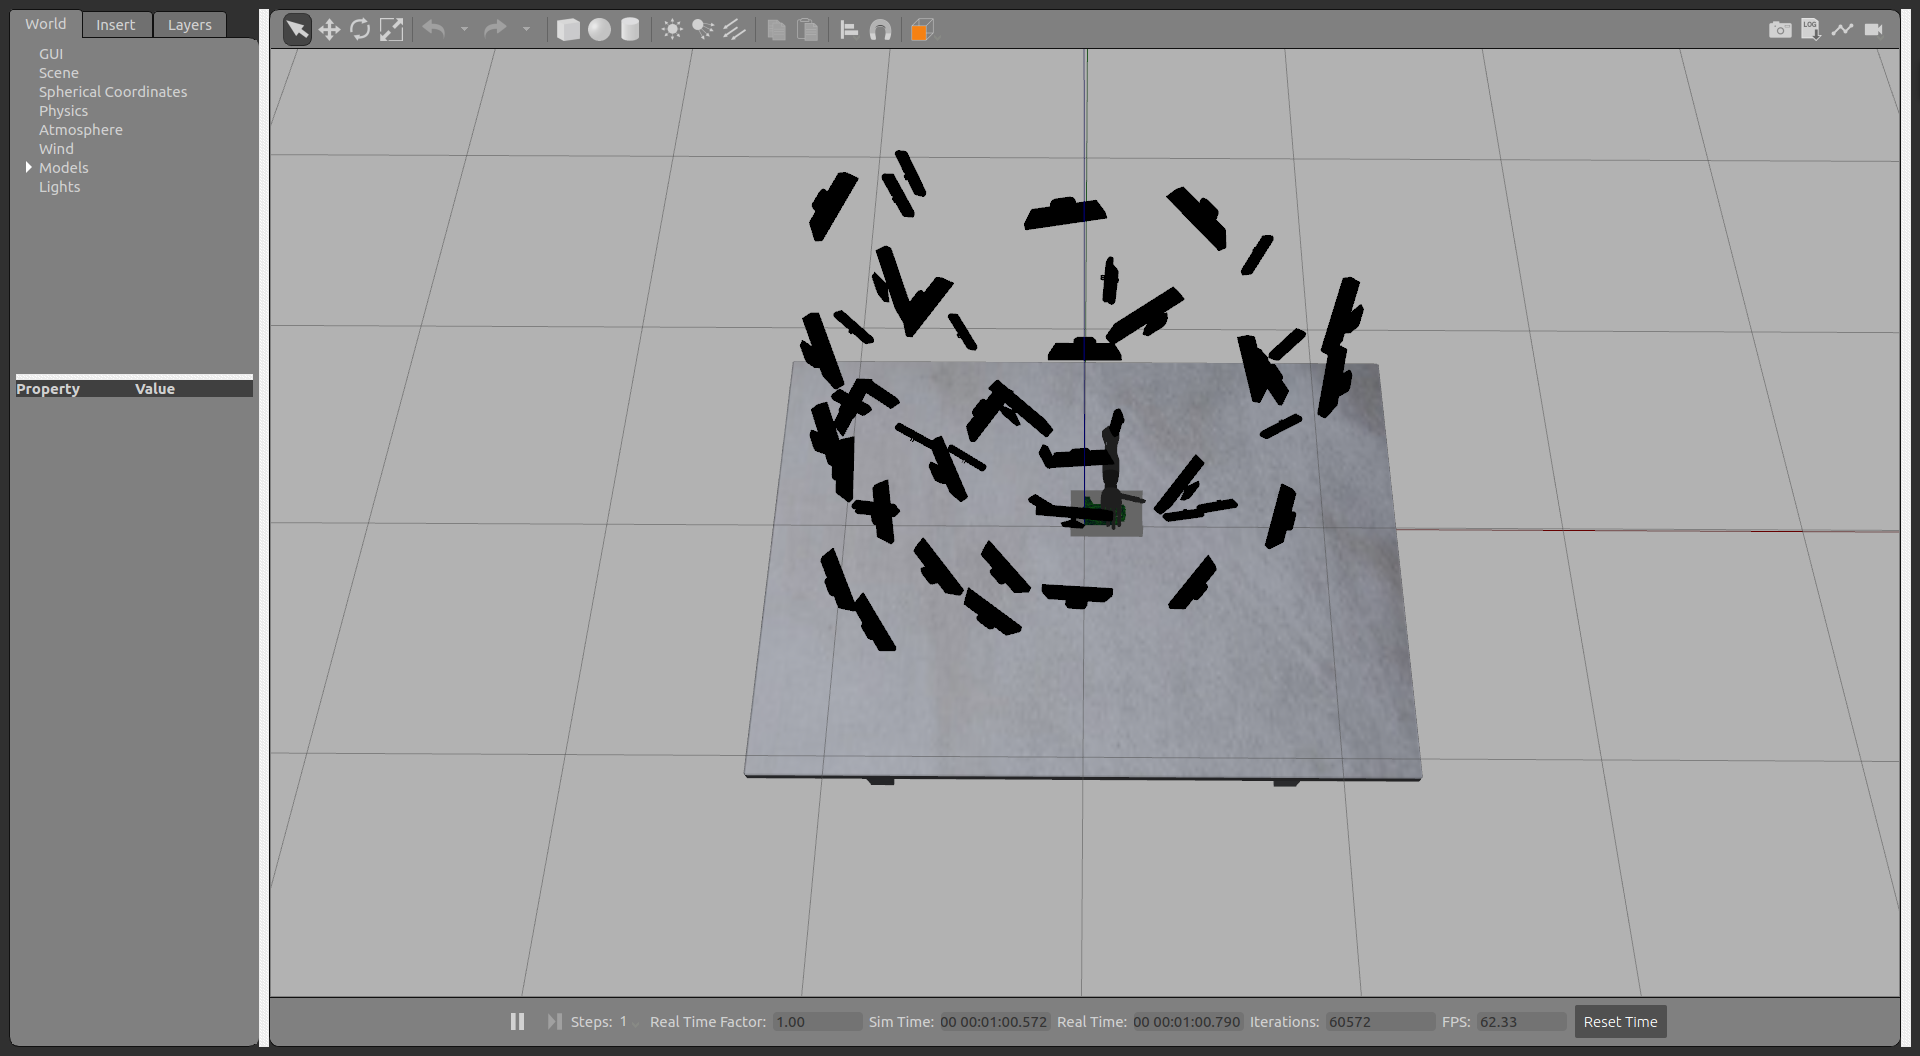 World Insert Layers
GUI
Scene
Spherical Coordinates
Physics
Atmosphere
Wind
Models
Lights
Property Value
LOG
Steps: 1 Real Time Factor: 1.00 Sim Time: 00 00:01:00.572 Real Time: 00 00:01:00.790 Iterations: 60572 FPS: 62.33 Reset Time